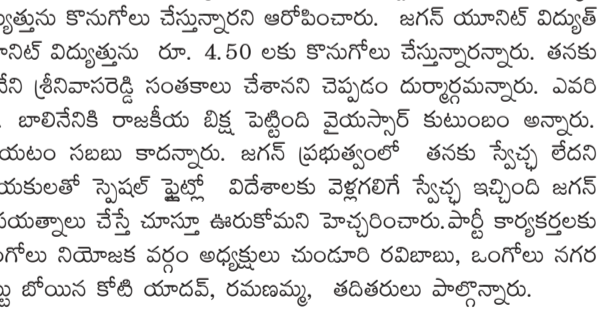 వ్యత్తును కొనుగోలు చేస్తున్నారని ఆరోపించారు. జగన్ యూనిట్ విద్యుత్
ానిట్ విద్యుత్తును రూ. 4.50 లకు కొనుగోలు చేస్తున్నారన్నారు. తనకు
నేని శ్రీనివాసరెడ్డి సంతకాలు చేశానని చెప్పడం దుర్మార్గమన్నారు. ఎవరి
. బాలినేనికి రాజకీయ బిక్ష పెట్టింది వైయస్సార్ కుటుంబం అన్నారు.
యటం సబబు కాదన్నారు. జగన్ ప్రభుత్వంలో తనకు స్వేచ్ఛ లేదని
యకులతో స్పెషల్ ఫ్లైట్లో విదేశాలకు వెళ్లగలిగే స్వేచ్ఛ ఇచ్చింది జగన్
సయత్నాలు చేస్తే చూస్తూ ఊరుకోమని హెచ్చరించారు.పార్టీ కార్యకర్తలకు
ంగోలు నియోజక వర్గం అధ్యక్షులు చుండూరి రవిబాబు, ఒంగోలు నగర
బోయిన కోటి యాదవ్, రమణమ్మ, తదితరులు పాల్గొన్నారు.